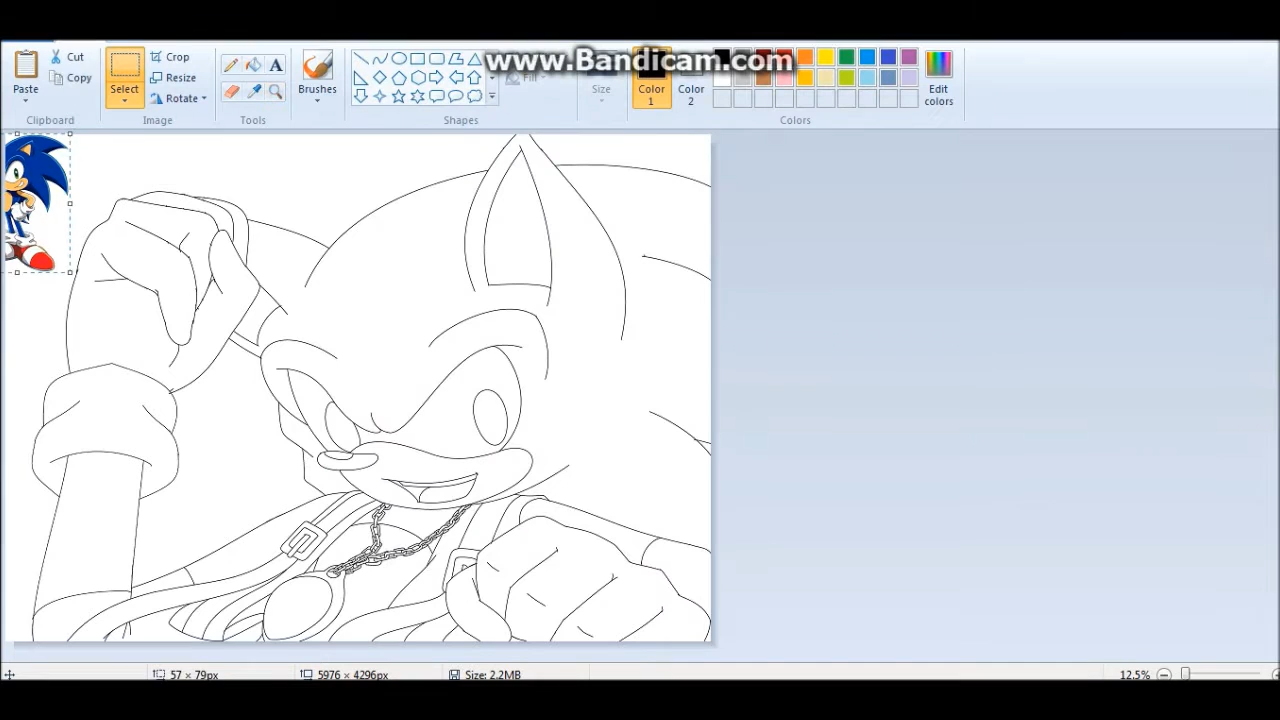 www.Bandicam.com
Cut
Copy
Paste
Clipboard
Select
Crop
Resize
Rotate
Image
A
Tools
Brushes
Fill
Shapes
Size
Color 1
Color 2
Edit colors
Colors
57 × 79px
5976 × 4296px
Size: 2.2MB
12.5%